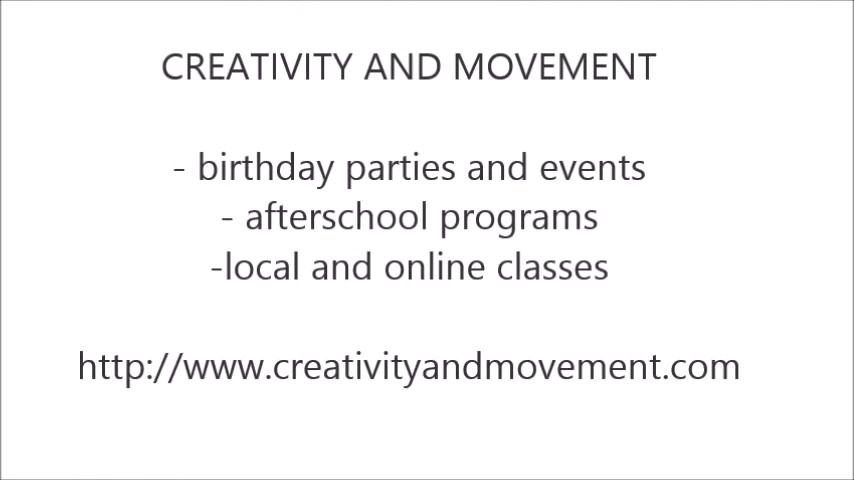 CREATIVITY AND MOVEMENT
- birthday parties and events
- afterschool programs
-local and online classes
http://www.creativityandmovement.com